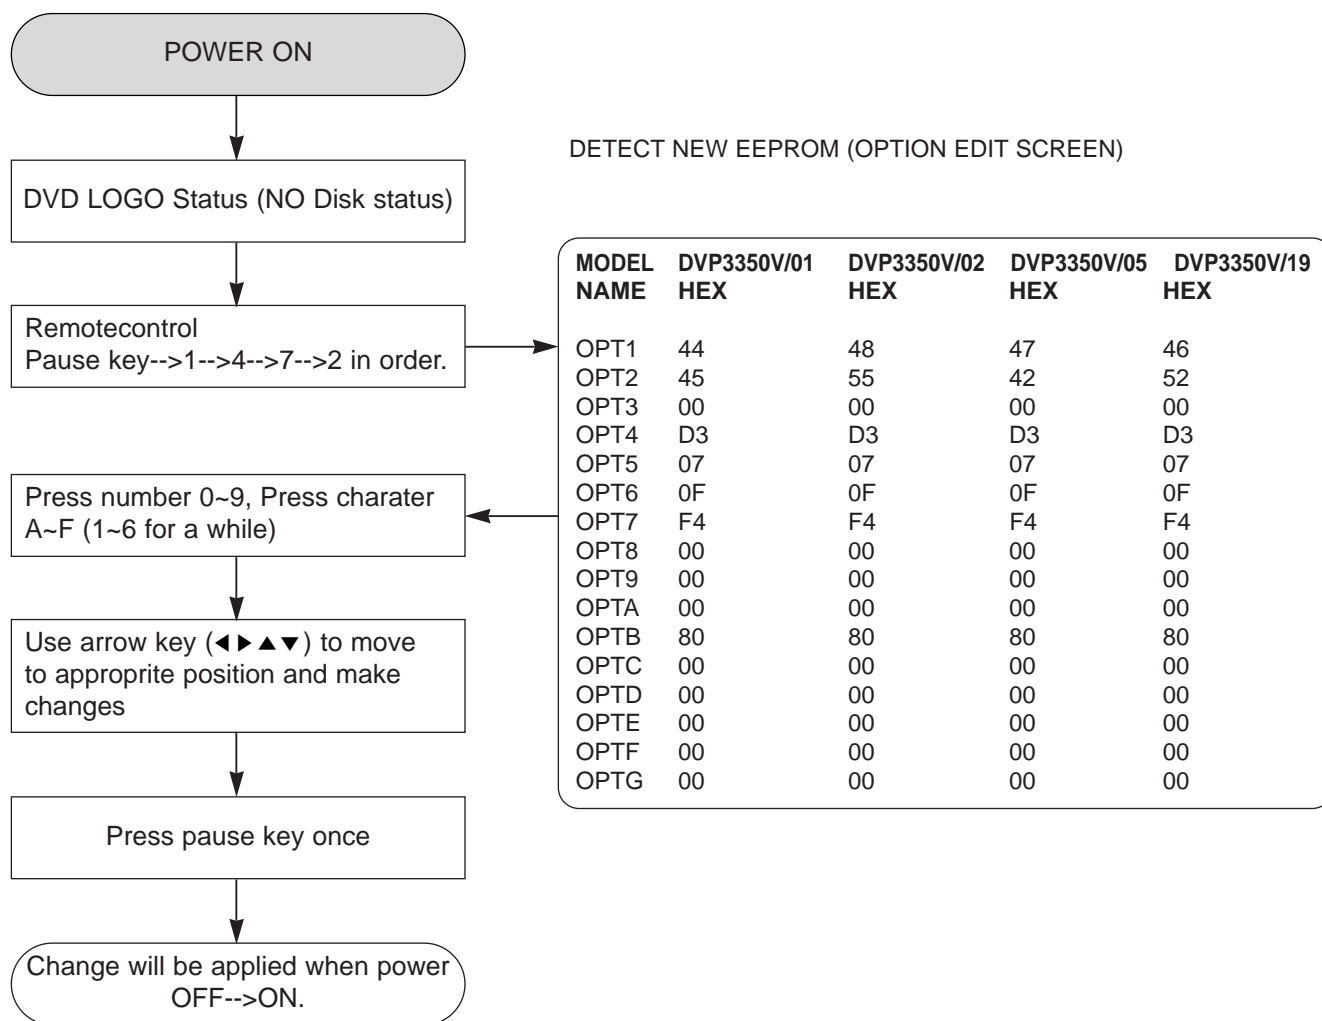 POWER ON
DVD LOGO Status (NO Disk status)
Remotecontrol
Pause key-->1-->4-->7-->2 in order.
DETECT NEW EEPROM (OPTION EDIT SCREEN)
MODEL DVP3350V/01 DVP3350V/02 DVP3350V/05 DVP3350V/19
NAME HEX HEX HEX HEX
OPT1 44 48 47 46
OPT2 45 55 42 52
OPT3 00 00 00 00
OPT4 D3 D3 D3 D3
OPT5 07 07 07 07
OPT6 0F 0F 0F 0F
OPT7 F4 F4 F4 F4
OPT8 00 00 00 00
OPT9 00 00 00 00
OPTA 00 00 00 00
OPTB 80 80 80 80
OPTC 00 00 00 00
OPTD 00 00 00 00
OPTE 00 00 00 00
OPTF 00 00 00 00
OPTG 00 00 00 00
Press number 0~9, Press charater
A~F (1~6 for a while)
Use arrow key (◀ ▶ ▲ ▼) to move
to approprite position and make
changes
Press pause key once
Change will be applied when power
OFF-->ON.